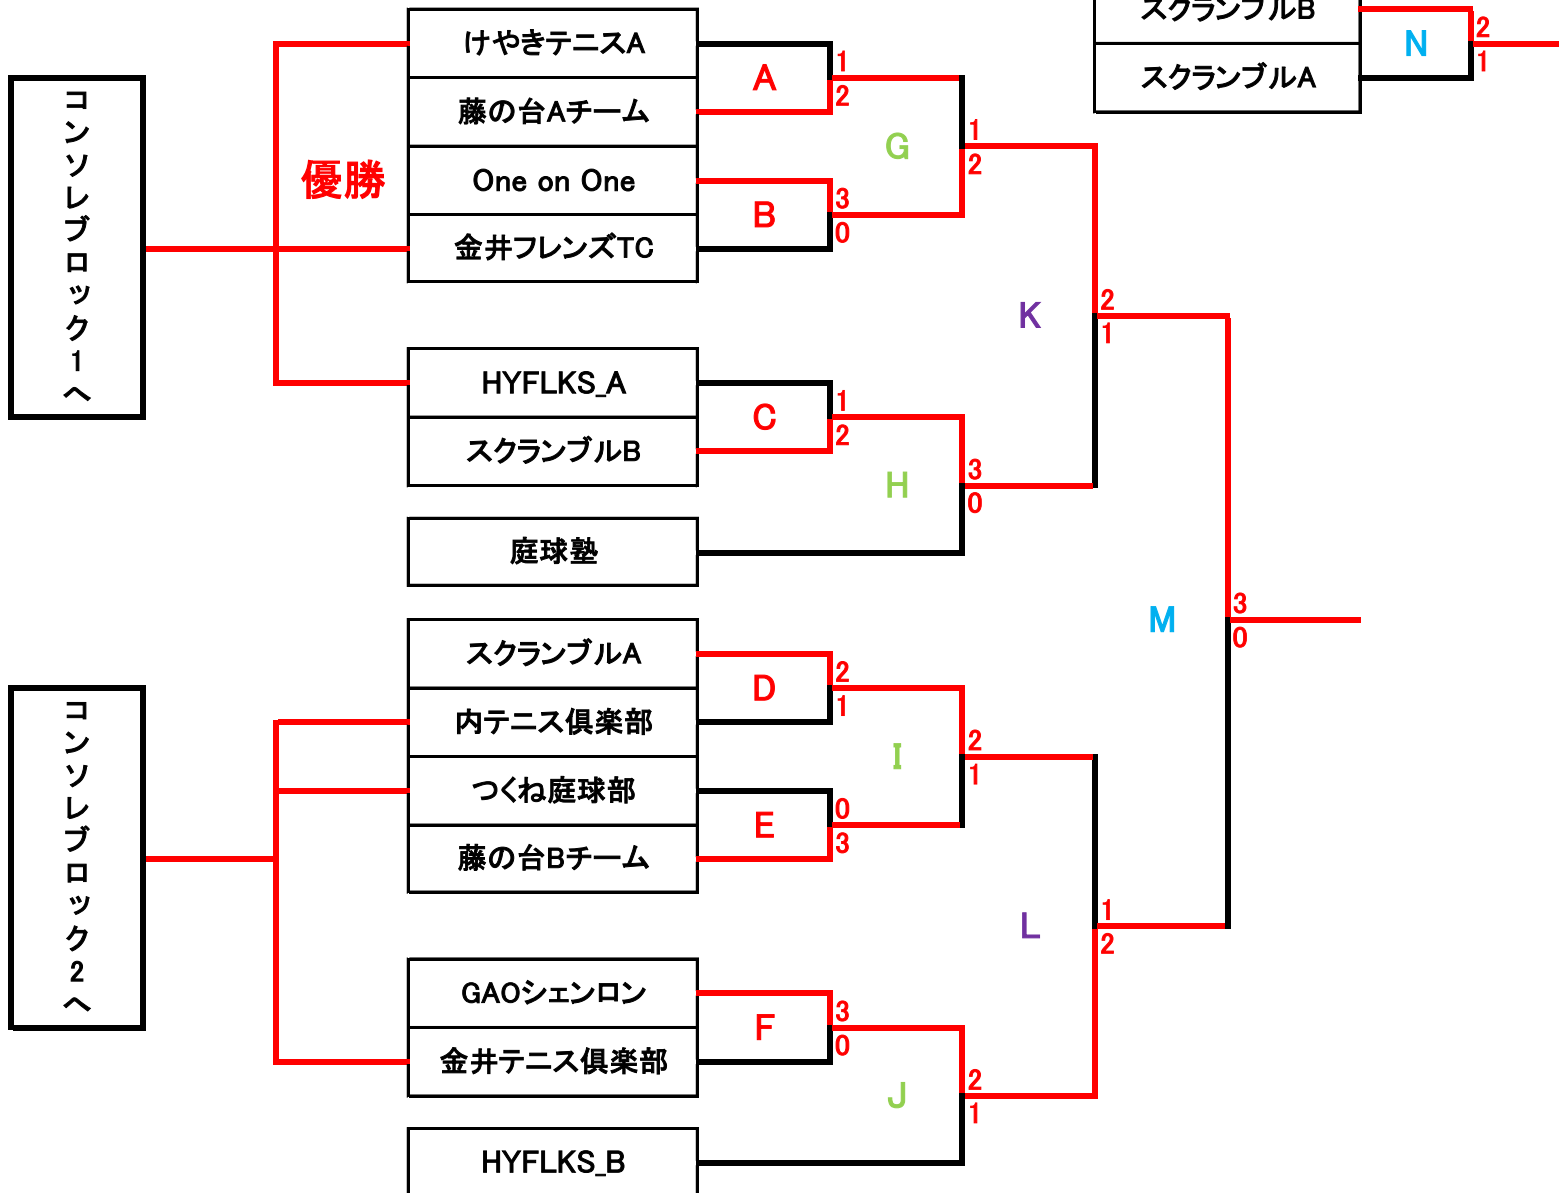 スクランブルB
N
2
1
スクランブルA
コンソレブロック1へ
優勝
けやきテニスA
藤の台Aチーム
One on One
金井フレンズTC
A
1
2
B
3
0
G
1
2
HYFLKS_A
スクランブルB
庭球塾
C
1
2
H
3
0
K
2
1
M
3
0
コンソレブロック2へ
スクランブルA
内テニス倶楽部
つくね庭球部
藤の台Bチーム
D
2
1
E
0
3
I
2
1
GAOシェンロン
金井テニス倶楽部
HYFLKS_B
F
3
0
J
2
1
L
1
2